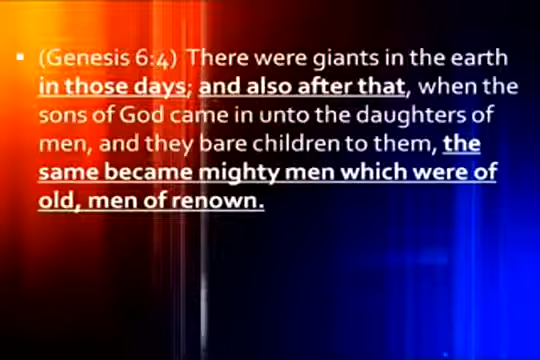 ▪ (Genesis 6:4) There were giants in the earth
in those days; and also after that, when the
sons of God came in unto the daughters of
men, and they bare children to them, the
same became mighty men which were of
old, men of renown.